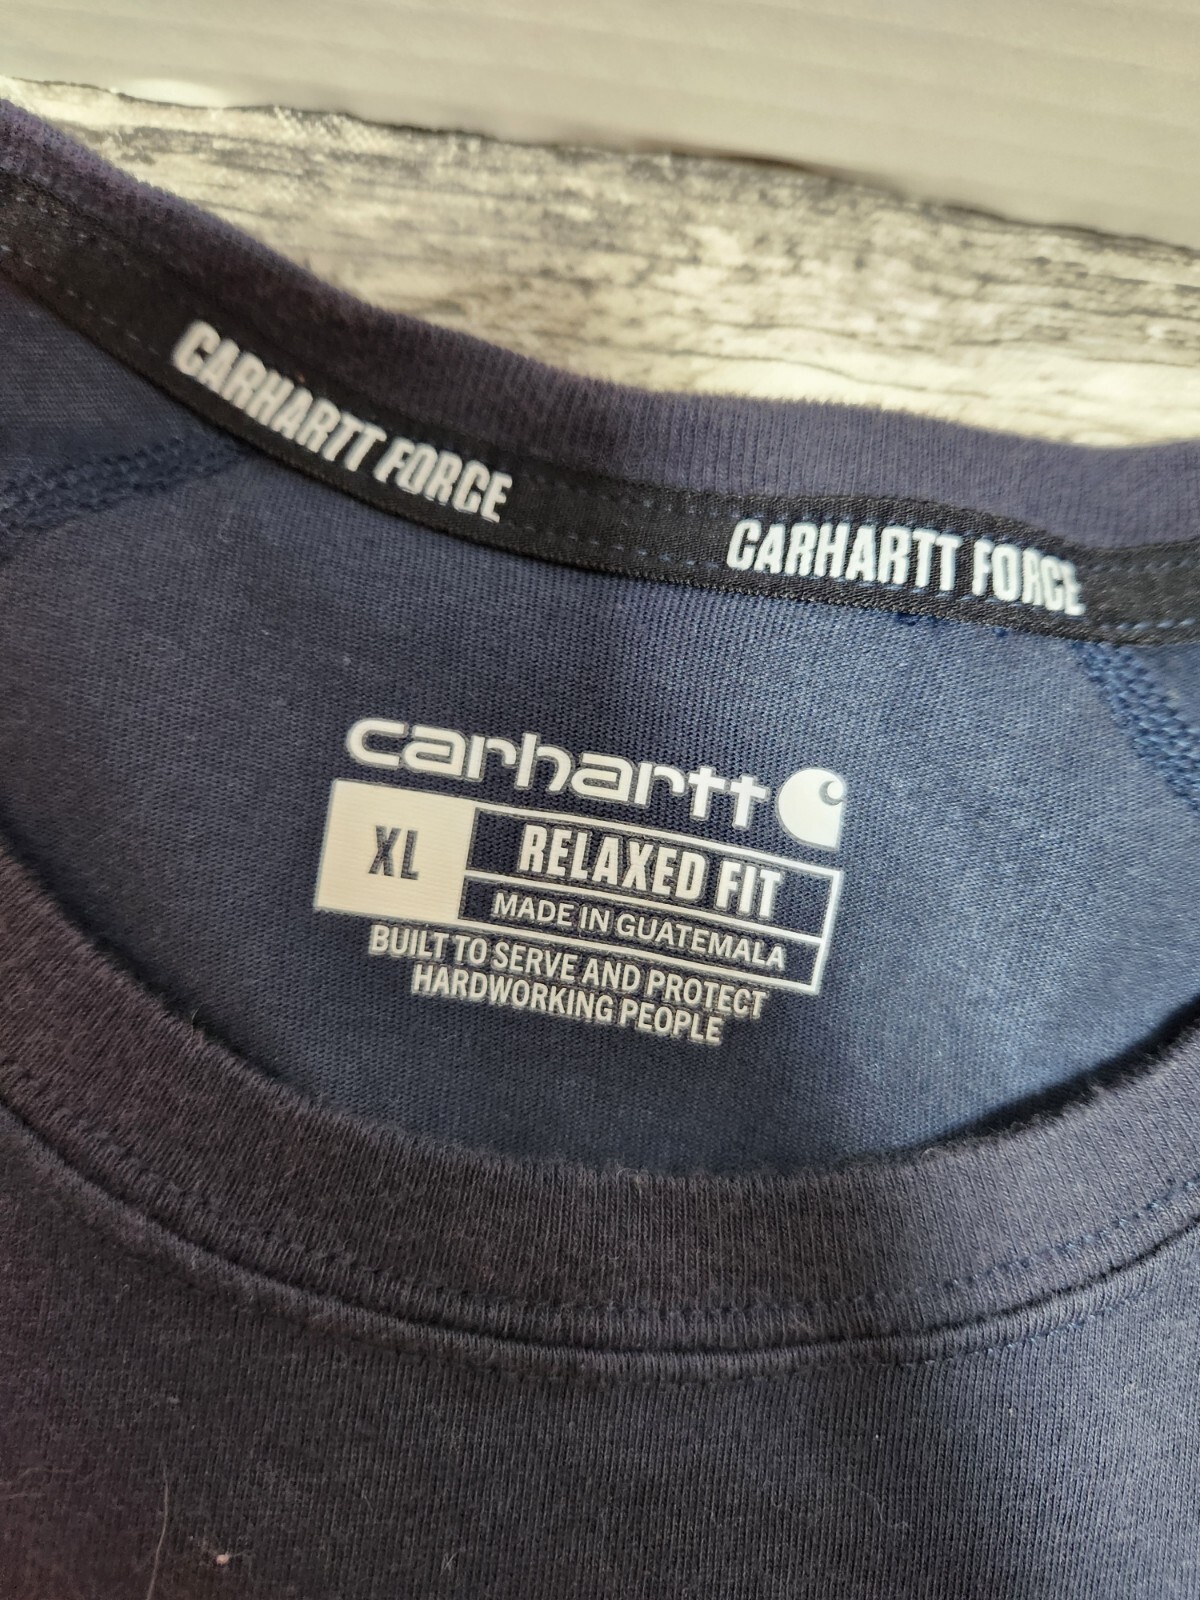 CARHARTT FORCE
CARHARTT FORCE
carhartt
XL
RELAXED FIT
MADE IN GUATEMALA
BUILT TO SERVE AND PROTECT
HARDWORKING PEOPLE